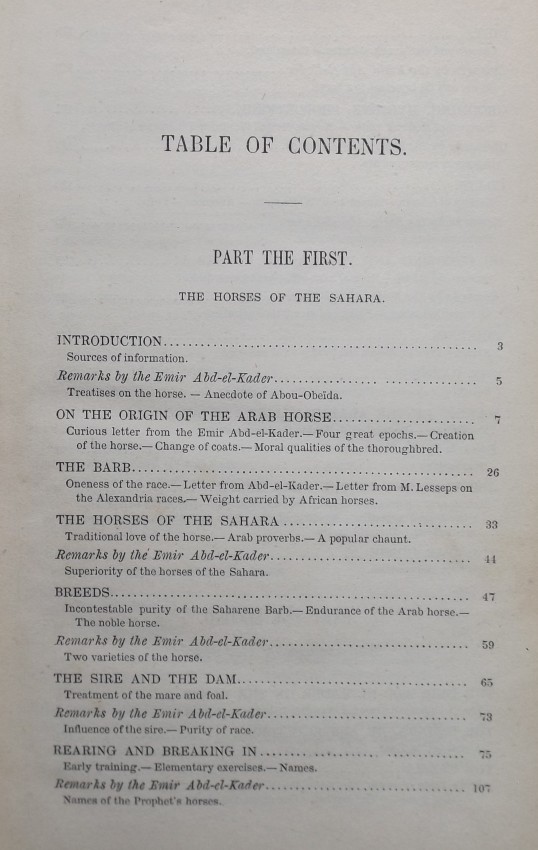 TABLE OF CONTENTS.
PART THE FIRST.
THE HORSES OF THE SAHARA.
INTRODUCTION................................................ 3
Sources of information.
Remarks by the Emir Abd-el-Kader................ .............. 5
Treatises on the horse. — Anecdote of Abou-Obeïda.
ON THE ORIGIN OF THE ARAB HORSE...................... 7
Curious letter from the Emir Abd-el-Kader.— Four great epochs.— Creation
of the horse.— Change of coats.— Moral qualities of the thoroughbred.
THE BARB.................................................... 26
Oneness of the race.— Letter from Abd-el-Kader.— Letter from M. Lesseps on
the Alexandria races.— Weight carried by African horses.
THE HORSES OF THE SAHARA ................................. 33
Traditional love of the horse.— Arab proverbs.— A popular chaunt.
Remarks by the Emir Abd-el-Kader............................... 44
Superiority of the horses of the Sahara.
BREEDS....................................................... 47
Incontestable purity of the Saharene Barb.— Endurance of the Arab horse.—
The noble horse.
Remarks by the Emir Abd-el-Kader............................... 59
Two varieties of the horse.
THE SIRE AND THE DAM................................... 65
Treatment of the mare and foal.
Remarks by the Emir Abd-el-Kader............................... 73
Influence of the sire.— Purity of race.
REARING AND BREAKING IN ........ .......................... 75
Early training.— Elementary exercises.— Names.
Remarks by the Emir Abd-el-Kader............................... 107
Names of the Prophet's horses.